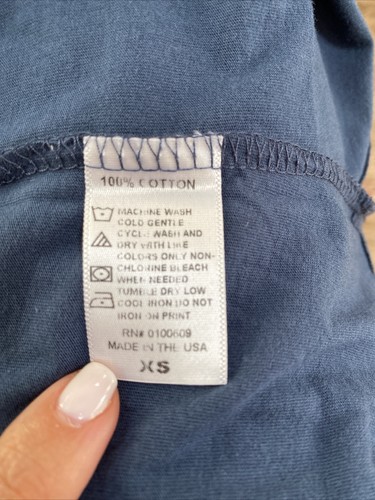 100% COTTON
MACHINE WASH
COLD GENTLE
CYCLE WASH AND
DRY WITH LIKE
COLORS ONLY NON-
CHLORINE BLEACH
WHEN NEEDED
TUMBLE DRY LOW
COOL IRON DO NOT
IRON ON PRINT
RN# 0100609
MADE IN THE USA
XS